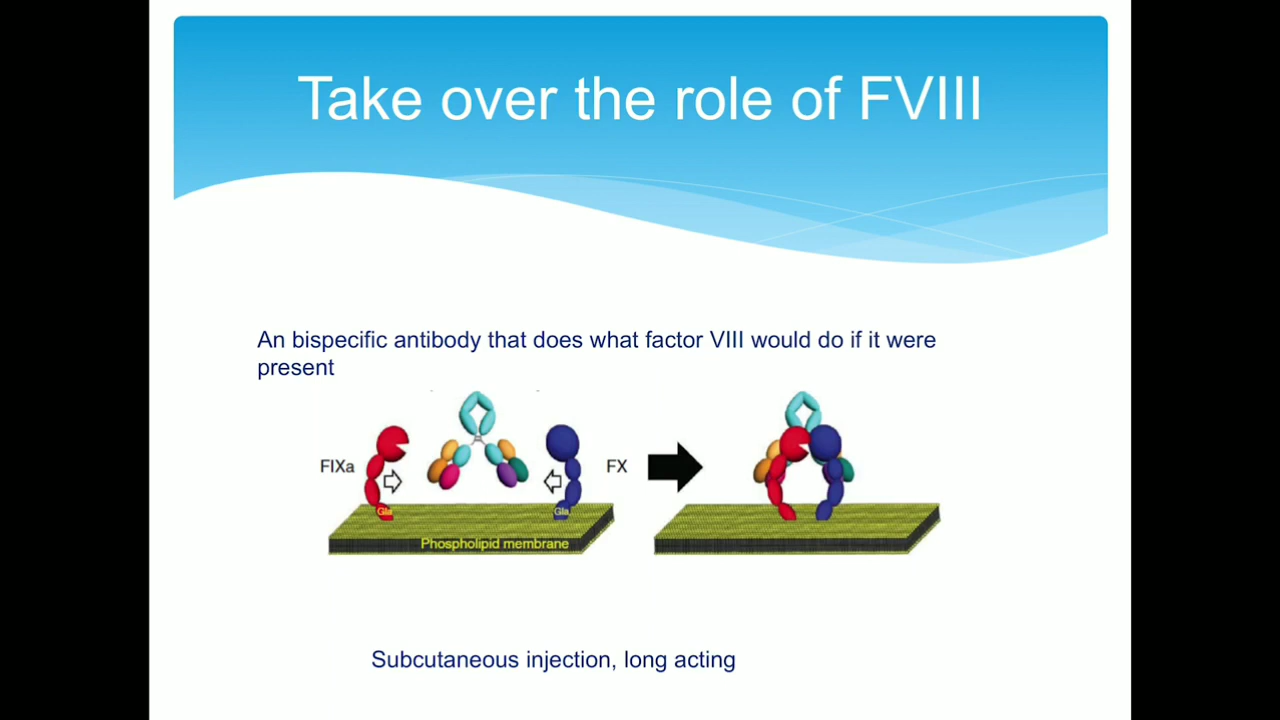 Take over the role of FVIII
An bispecific antibody that does what factor VIII would do if it were
present
FIXa
FX
Gla
Gla
Phospholipid membrane
Subcutaneous injection, long acting